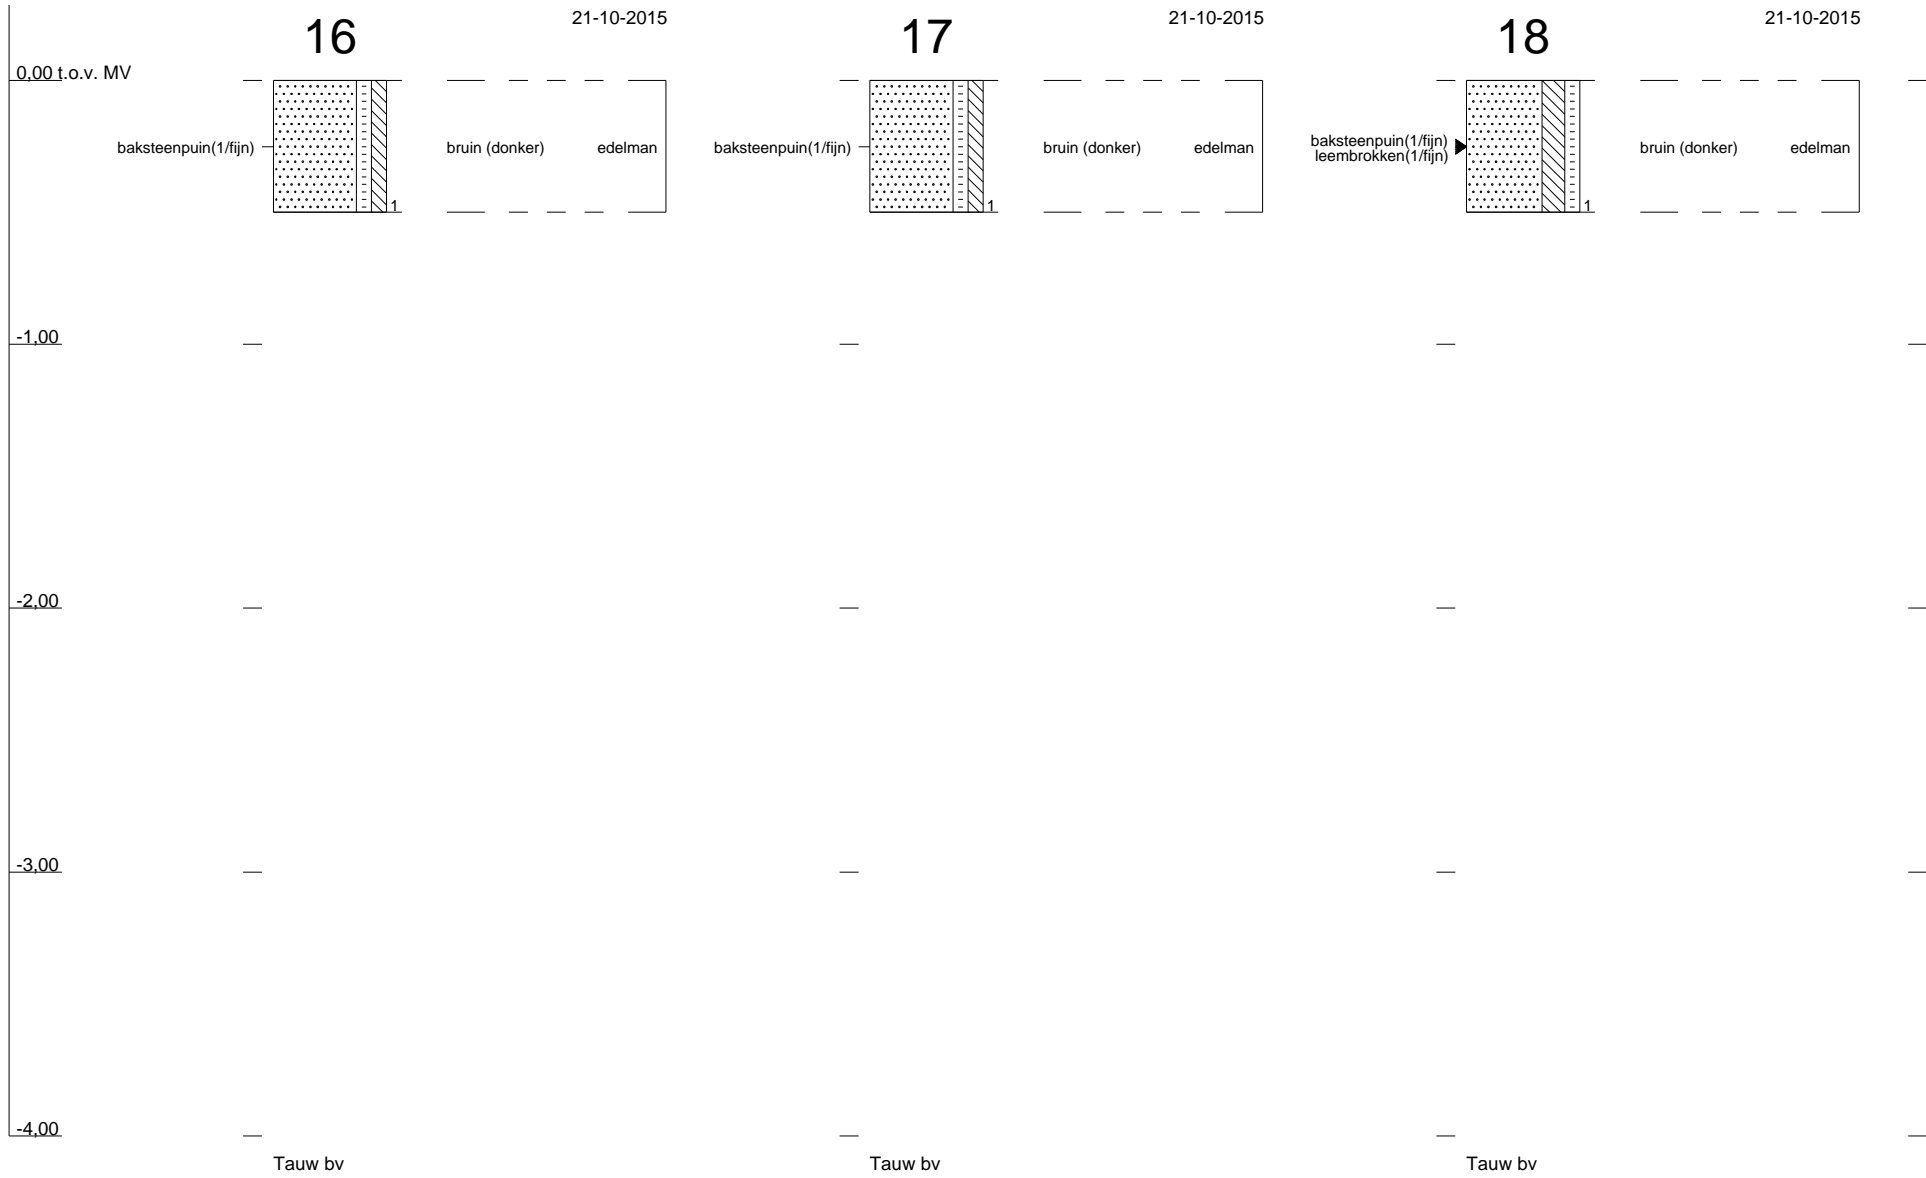 16
21-10-2015
17
21-10-2015
18
21-10-2015
0,00 t.o.v. MV
baksteenpuin(1/fijn)
bruin (donker)
edelman
1
baksteenpuin(1/fijn)
bruin (donker)
edelman
1
baksteenpuin(1/fijn)
leembrokken(1/fijn)
bruin (donker)
edelman
1
-1,00
-2,00
-3,00
-4,00
Tauw bv
Tauw bv
Tauw bv